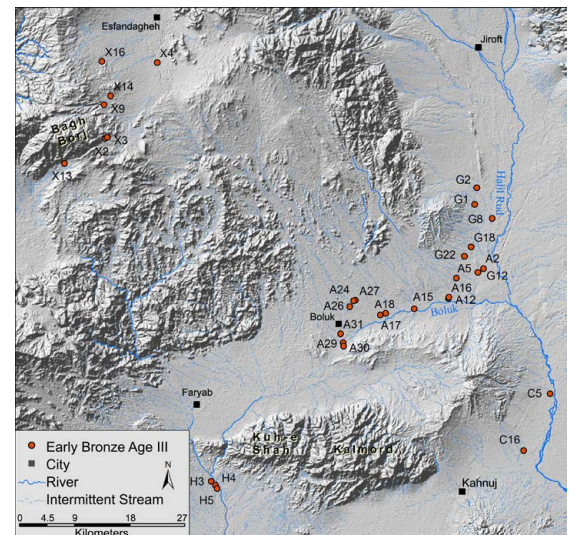 Esfandagheh
X16
X4
Jiroft
X14
X9
Bagh
Borj
X3
X2
X13
G2
G1
Halil Rud
G8
G18
G22
A2
A5
G12
A24
A27
A16
A26
A18
A15
A12
Boluk
A31
A17
Boluk
A29
A30
C5
Faryab
Kuh-e
Shah
Kalmord
C16
H3
H4
H5
Kahnuj
Early Bronze Age III
City
N
River
Intermittent Stream
0 4.5 9 18 27
Kilometers